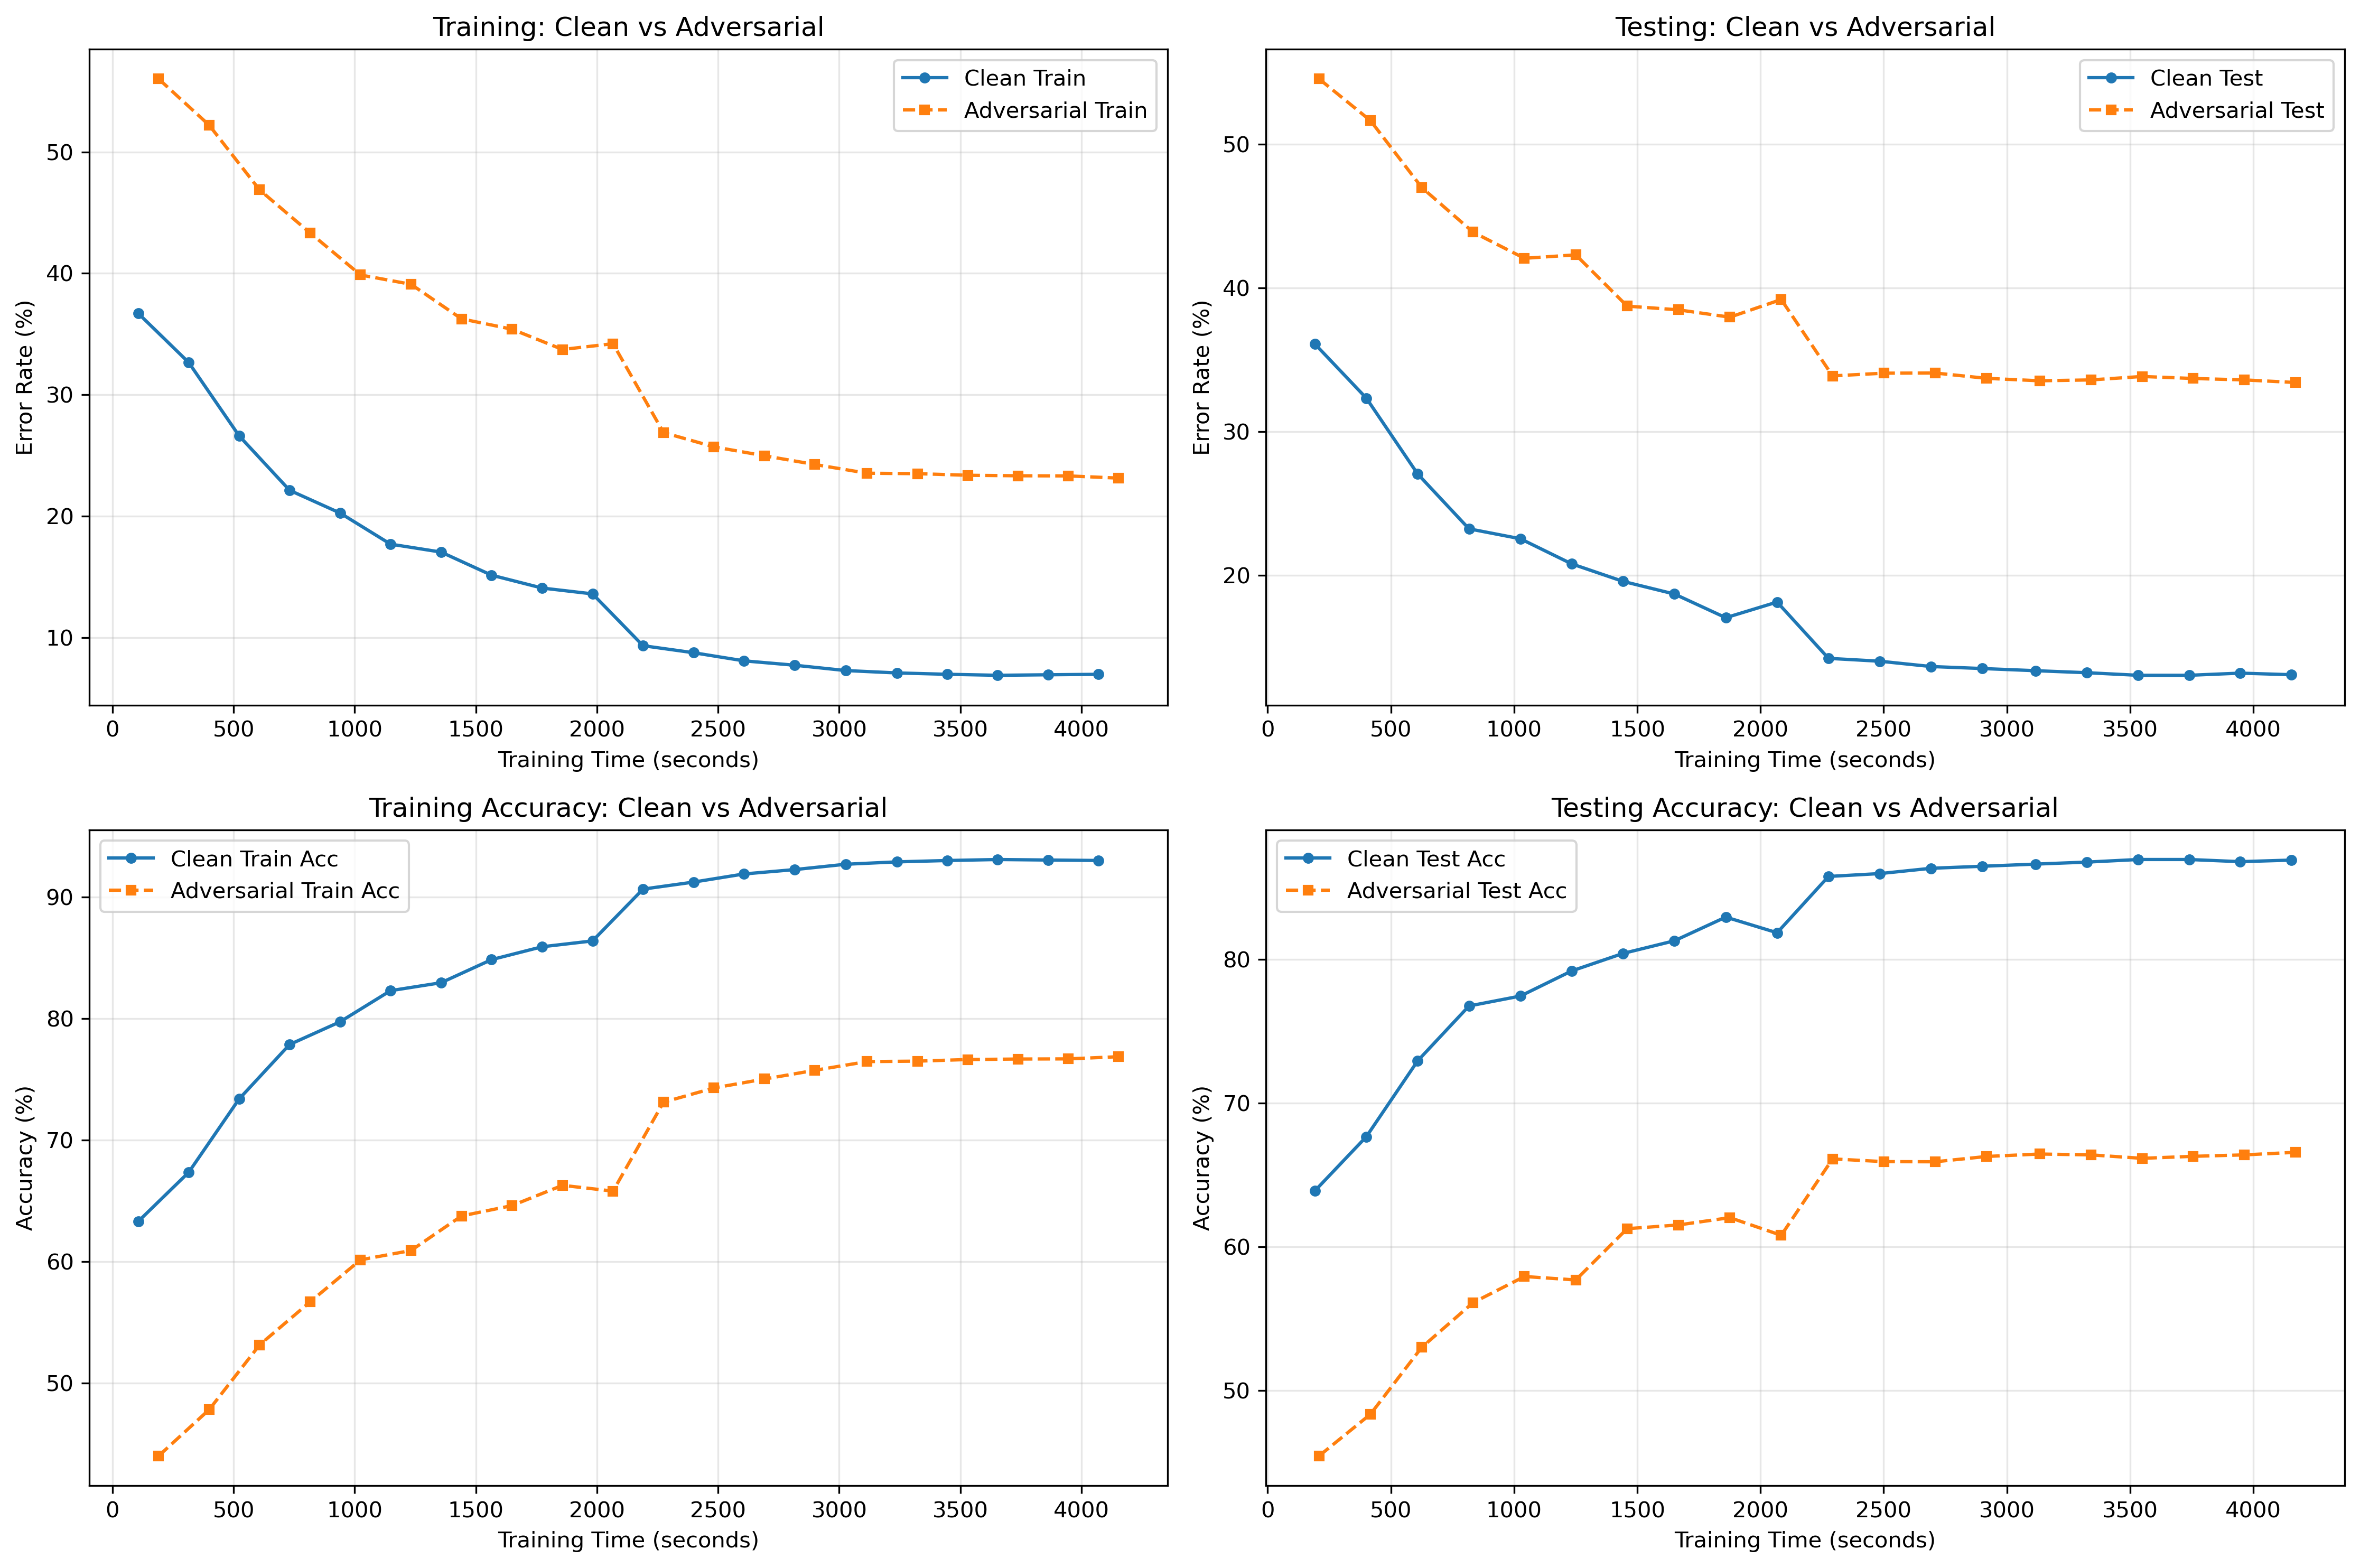 Training: Clean vs Adversarial
Clean Train
Adversarial Train
Error Rate (%)
50
40
30
20
10
0 500 1000 1500 2000 2500 3000 3500 4000
Training Time (seconds)
Testing: Clean vs Adversarial
Clean Test
Adversarial Test
Error Rate (%)
50
40
30
20
0 500 1000 1500 2000 2500 3000 3500 4000
Training Time (seconds)
Training Accuracy: Clean vs Adversarial
Clean Train Acc
Adversarial Train Acc
Accuracy (%)
90
80
70
60
50
0 500 1000 1500 2000 2500 3000 3500 4000
Training Time (seconds)
Testing Accuracy: Clean vs Adversarial
Clean Test Acc
Adversarial Test Acc
Accuracy (%)
80
70
60
50
0 500 1000 1500 2000 2500 3000 3500 4000
Training Time (seconds)